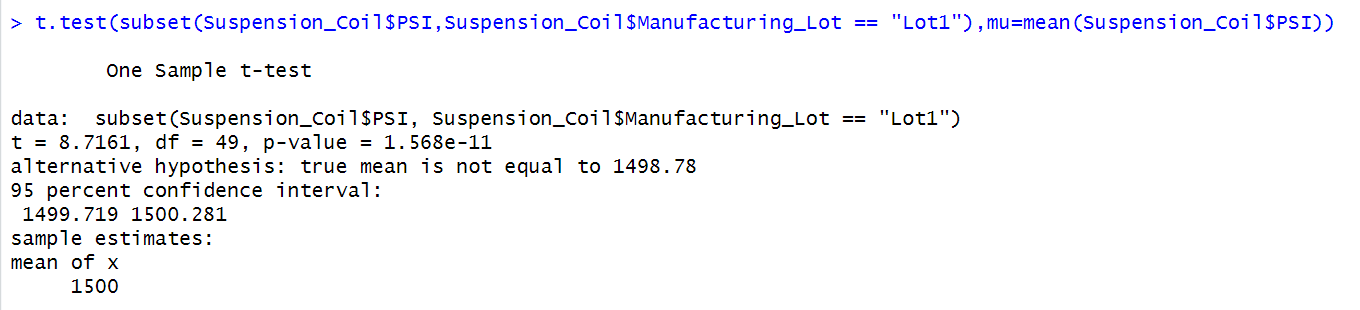 > t.test(subset(Suspension_Coil$PSI,Suspension_Coil$Manufacturing_Lot == "Lot1"),mu=mean(Suspension_Coil$PSI))
One Sample t-test
data:  subset(Suspension_Coil$PSI, Suspension_Coil$Manufacturing_Lot == "Lot1")
t = 8.7161, df = 49, p-value = 1.568e-11
alternative hypothesis: true mean is not equal to 1498.78
95 percent confidence interval:
1499.719 1500.281
sample estimates:
mean of x
1500